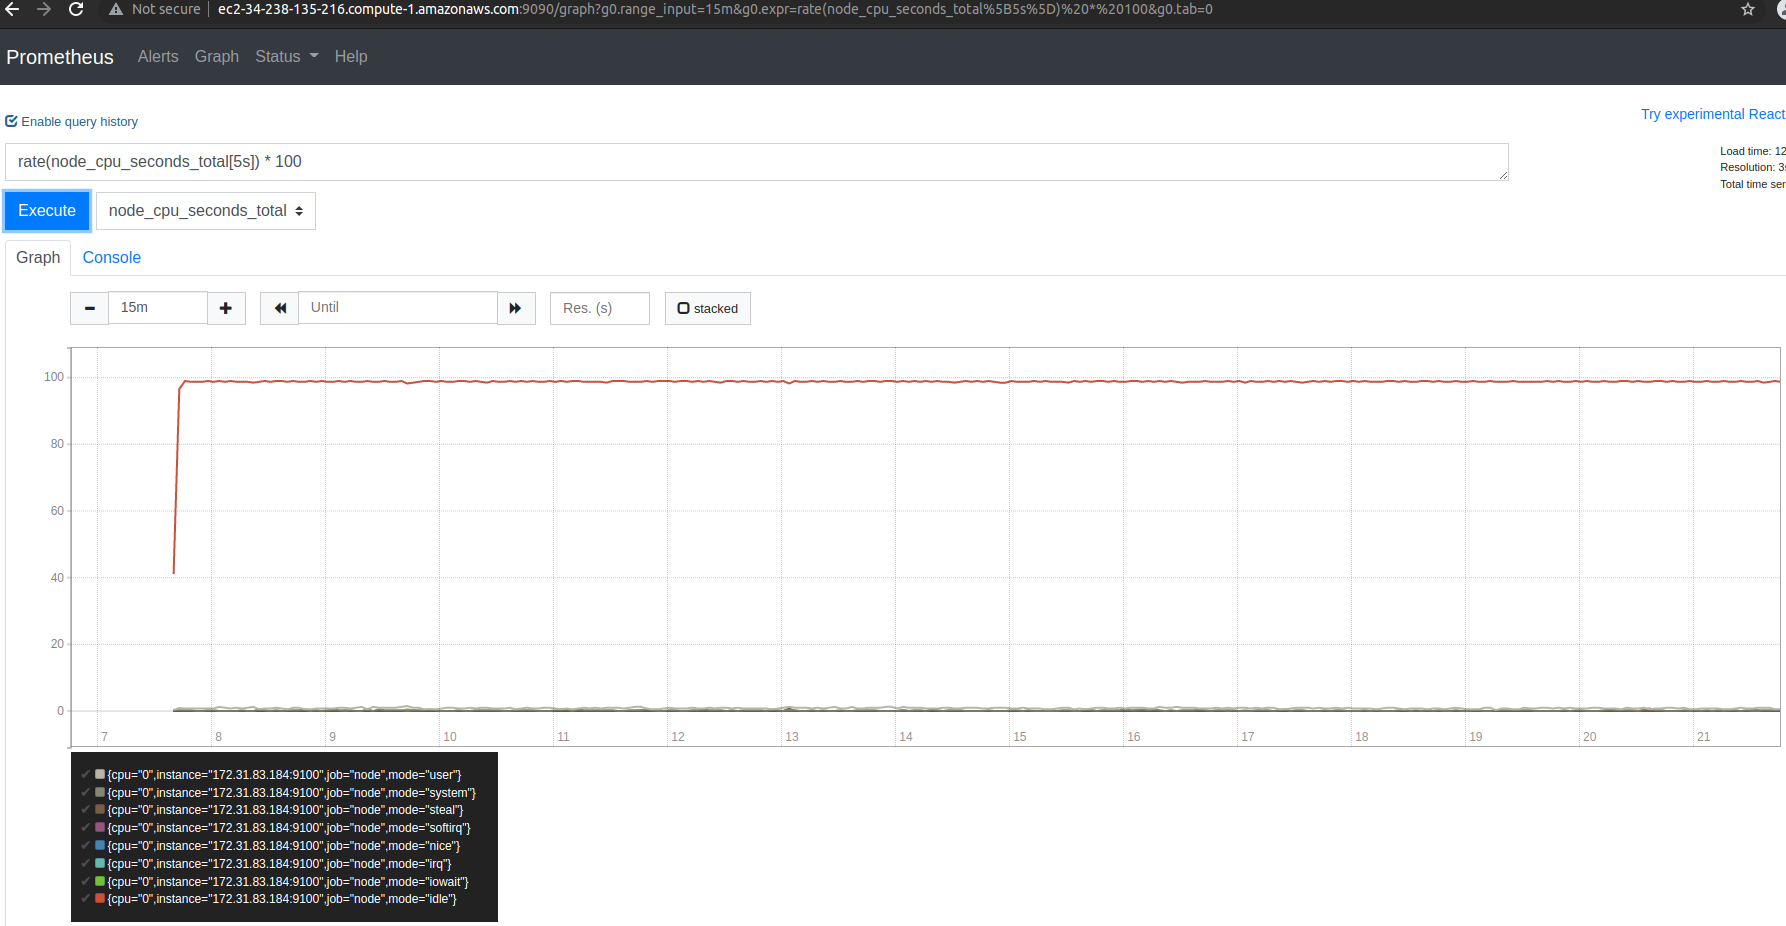 Not secure | ec2-34-238-135-216.compute-1.amazonaws.com:9090/graph?g0.range_input=15m&g0.expr=rate(node_cpu_seconds_total%5B5s%5D)%20*%20100&g0.tab=0
Prometheus Alerts Graph Status Help
Try experimental React
Enable query history
rate(node_cpu_seconds_total[5s]) * 100
Load time: 12
Resolution: 3s
Total time ser
Execute node_cpu_seconds_total
Graph Console
15m Until Res. (s) stacked
100
80
60
40
20
0
7 8 9 10 11 12 13 14 15 16 17 18 19 20 21
{cpu="0",instance="172.31.83.184:9100",job="node",mode="user"}
{cpu="0",instance="172.31.83.184:9100",job="node",mode="system"}
{cpu="0",instance="172.31.83.184:9100",job="node",mode="steal"}
{cpu="0",instance="172.31.83.184:9100",job="node",mode="softirq"}
{cpu="0",instance="172.31.83.184:9100",job="node",mode="nice"}
{cpu="0",instance="172.31.83.184:9100",job="node",mode="irq"}
{cpu="0",instance="172.31.83.184:9100",job="node",mode="iowait"}
{cpu="0",instance="172.31.83.184:9100",job="node",mode="idle"}